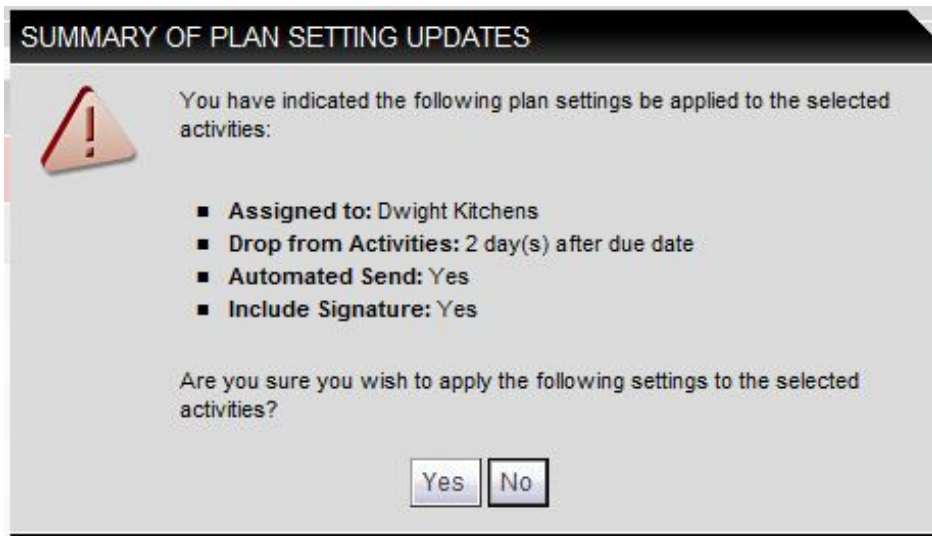 SUMMARY OF PLAN SETTING UPDATES
You have indicated the following plan settings be applied to the selected
activities:
■ Assigned to: Dwight Kitchens
■ Drop from Activities: 2 day(s) after due date
■ Automated Send: Yes
■ Include Signature: Yes
Are you sure you wish to apply the following settings to the selected
activities?
Yes No